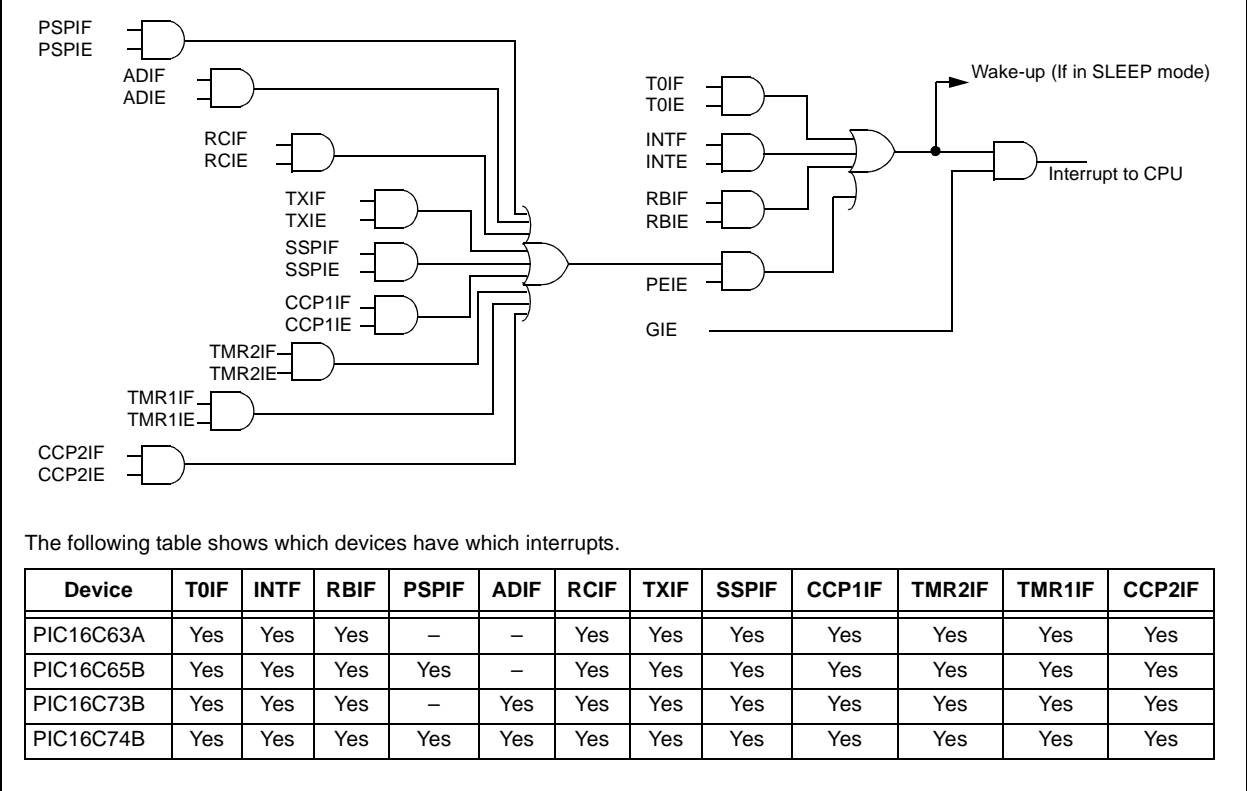 PSPIF
PSPIE
ADIF
ADIE
RCIF
RCIE
TXIF
TXIE
SSPIF
SSPIE
CCP1IF
CCP1IE
TMR2IF
TMR2IE
TMR1IF
TMR1IE
CCP2IF
CCP2IE
T0IF
T0IE
INTF
INTE
RBIF
RBIE
PEIE
GIE
Wake-up (If in SLEEP mode)
Interrupt to CPU
The following table shows which devices have which interrupts.
Device T0IF INTF RBIF PSPIF ADIF RCIF TXIF SSPIF CCP1IF TMR2IF TMR1IF CCP2IF
PIC16C63A Yes Yes Yes – – Yes Yes Yes Yes Yes Yes Yes
PIC16C65B Yes Yes Yes Yes – Yes Yes Yes Yes Yes Yes Yes
PIC16C73B Yes Yes Yes – Yes Yes Yes Yes Yes Yes Yes Yes
PIC16C74B Yes Yes Yes Yes Yes Yes Yes Yes Yes Yes Yes Yes